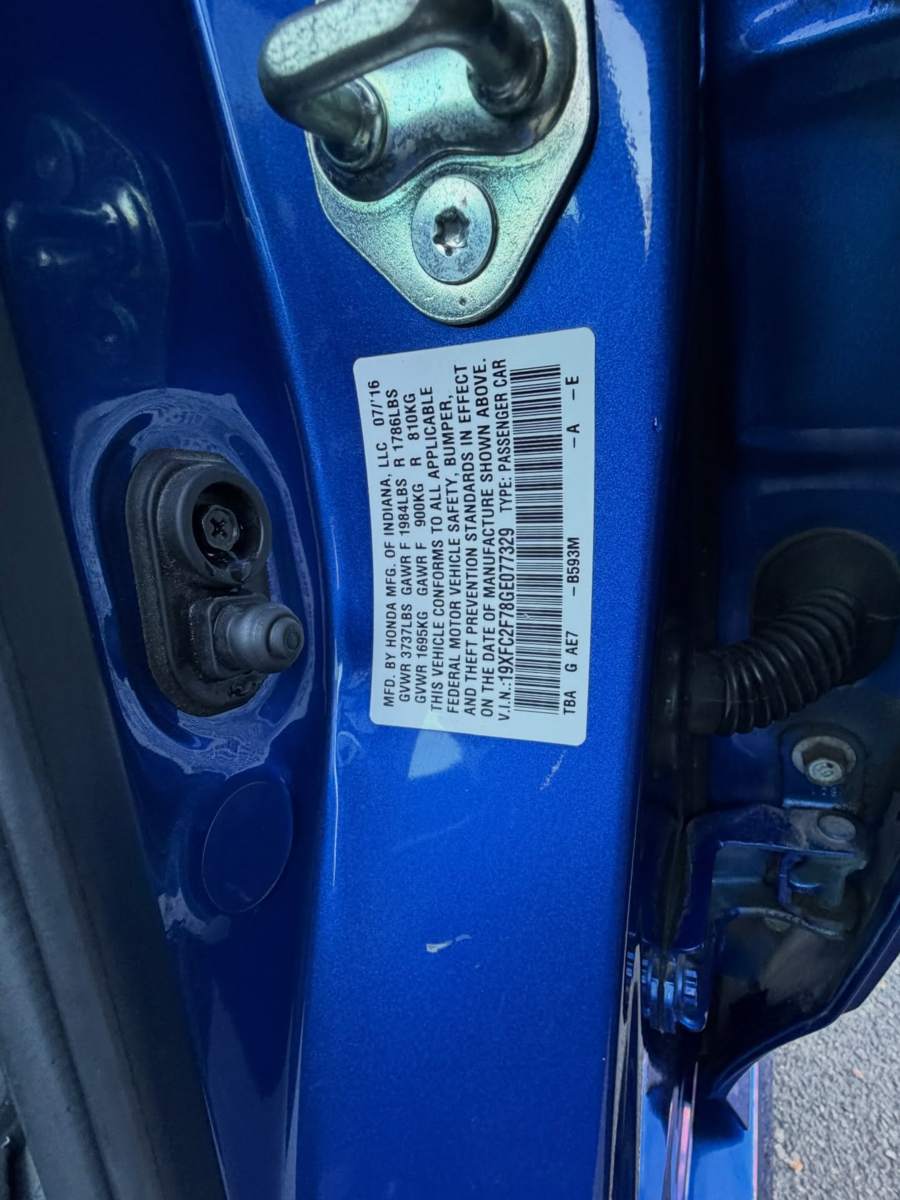 MFD. BY HONDA MFG. OF INDIANA, LLC 07/'16
GVWR 3737LBS GAWR F 1984LBS R 1786LBS
GVWR 1695KG GAWR F 900KG R 810KG
THIS VEHICLE CONFORMS TO ALL APPLICABLE
FEDERAL MOTOR VEHICLE SAFETY, BUMPER,
AND THEFT PREVENTION STANDARDS IN EFFECT
ON THE DATE OF MANUFACTURE SHOWN ABOVE.
V.I.N.:19XFC2F78GE077329 TYPE: PASSENGER CAR
TBA G AE7 -B593M -A -E